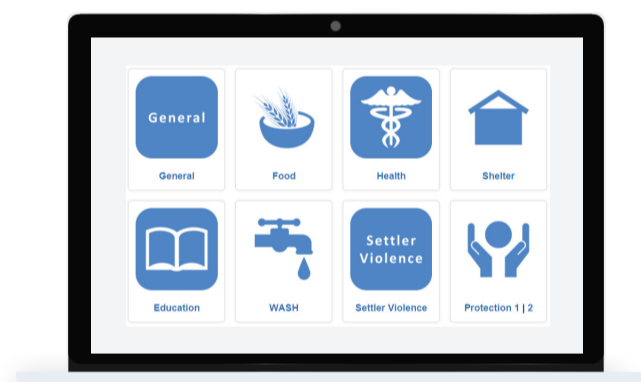 General
General
Food
Health
Shelter
Settler
Violence
Education
WASH
Settler Violence
Protection 1 | 2